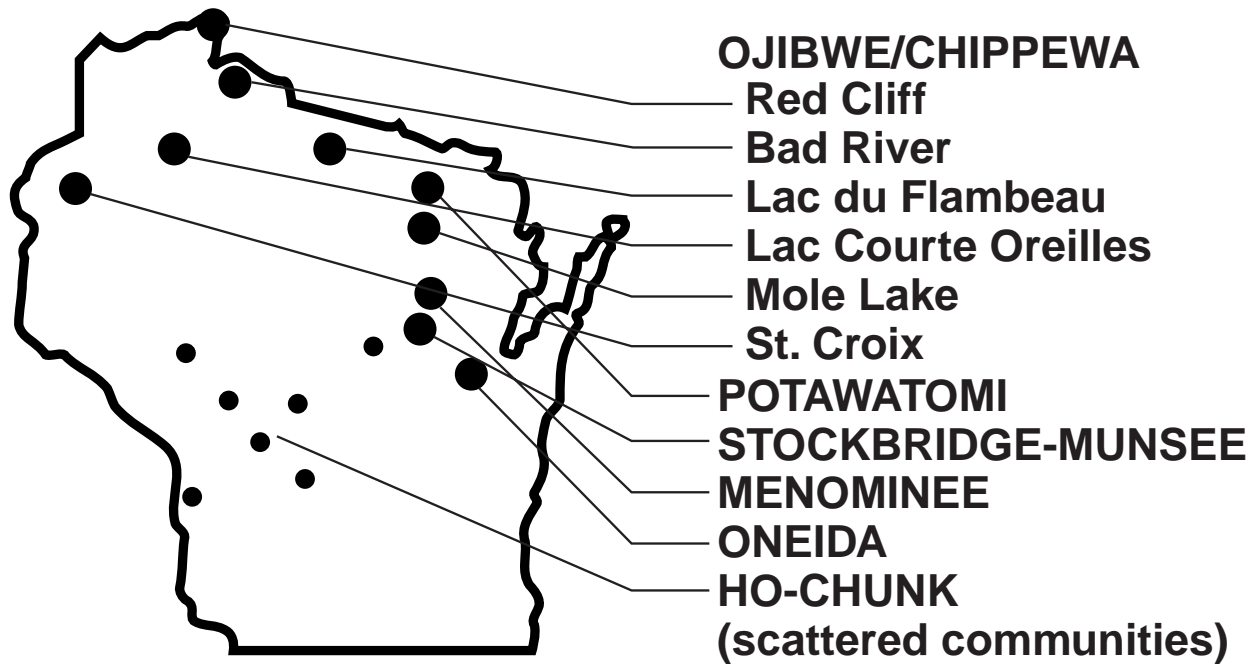 OJIBWE/CHIPPEWA
Red Cliff
Bad River
Lac du Flambeau
Lac Courte Oreilles
Mole Lake
St. Croix
POTAWATOMI
STOCKBRIDGE-MUNSEE
MENOMINEE
ONEIDA
HO-CHUNK
(scattered communities)